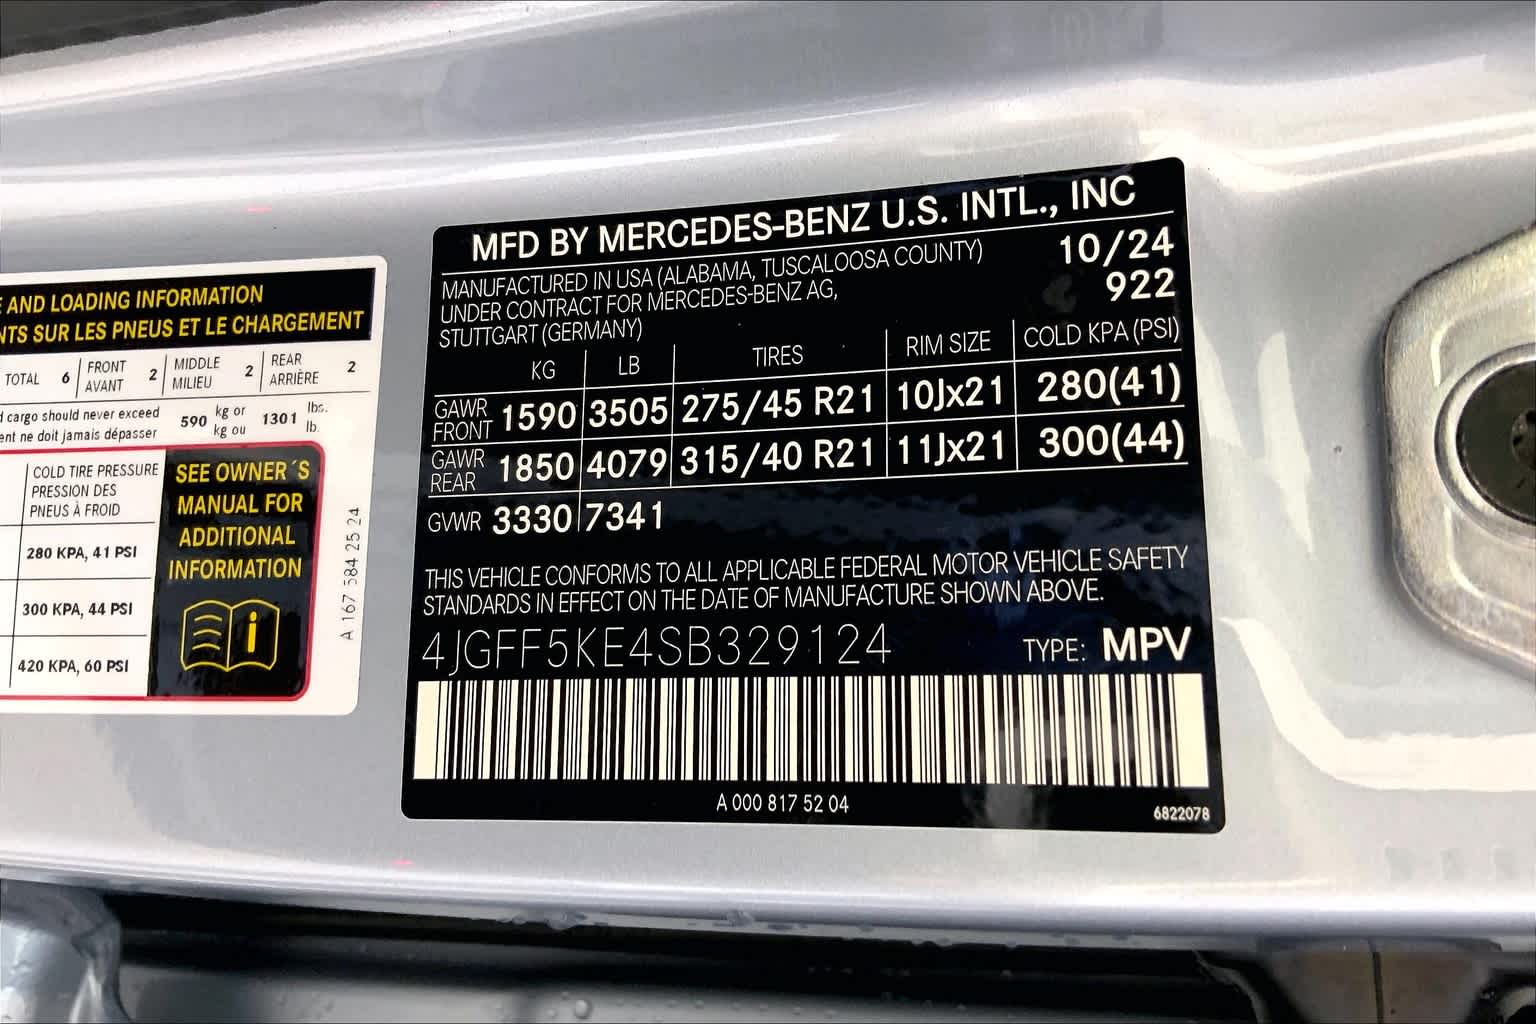 E AND LOADING INFORMATION
NTS SUR LES PNEUS ET LE CHARGEMENT
TOTAL 6 FRONT AVANT 2 MIDDLE MILIEU 2 REAR ARRIÈRE 2
cargo should never exceed 590 kg or 1301 lbs.
ent ne doit jamais dépasser kg ou lb.
COLD TIRE PRESSURE
PRESSION DES
PNEUS À FROID
280 KPA, 41 PSI
300 KPA, 44 PSI
420 KPA, 60 PSI
SEE OWNER´S
MANUAL FOR
ADDITIONAL
INFORMATION
i
A 167 584 25 24
MFD BY MERCEDES-BENZ U.S. INTL., INC
MANUFACTURED IN USA (ALABAMA, TUSCALOOSA COUNTY) 10/24
UNDER CONTRACT FOR MERCEDES-BENZ AG, 922
STUTTGART (GERMANY)
KG LB TIRES RIM SIZE COLD KPA (PSI)
GAWR FRONT 1590 3505 275/45 R21 10Jx21 280(41)
GAWR REAR 1850 4079 315/40 R21 11Jx21 300(44)
GVWR 3330 7341
THIS VEHICLE CONFORMS TO ALL APPLICABLE FEDERAL MOTOR VEHICLE SAFETY
STANDARDS IN EFFECT ON THE DATE OF MANUFACTURE SHOWN ABOVE.
4JGFF5KE4SB329124 TYPE: MPV
A 000 817 52 04
6822078